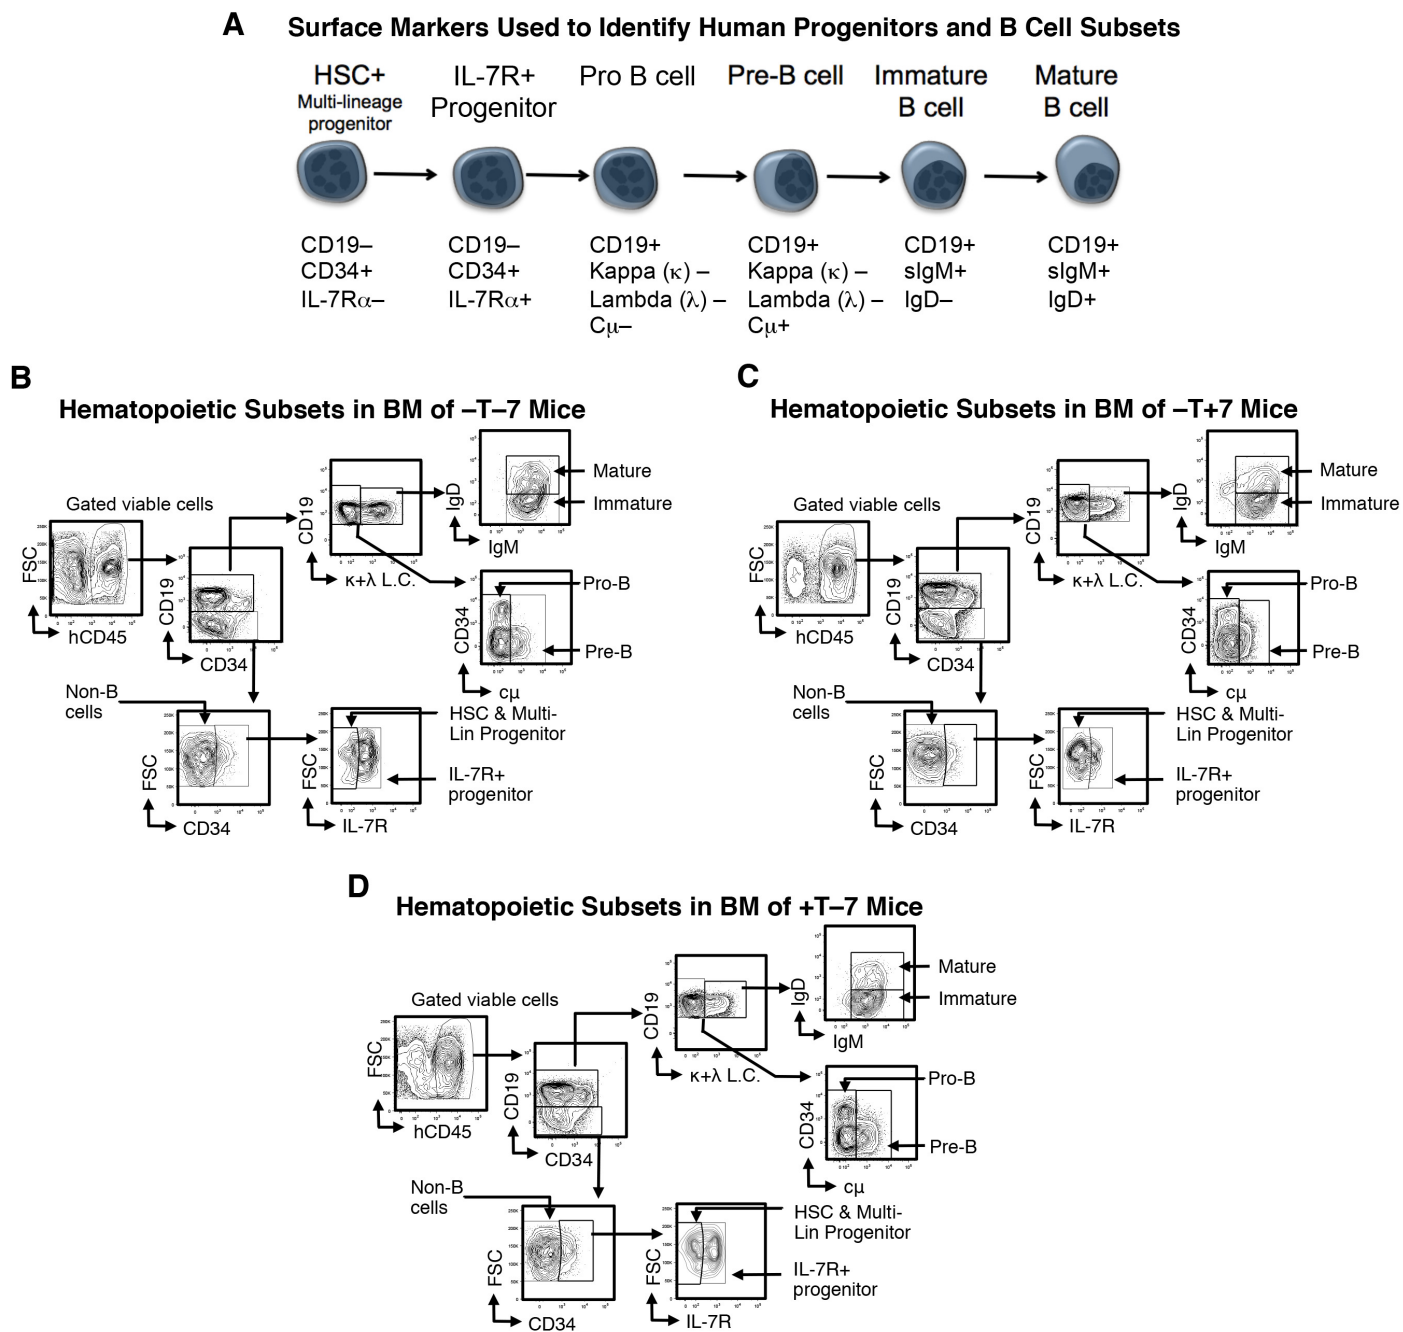 A
Surface Markers Used to Identify Human Progenitors and B Cell Subsets
HSC+
Multi-lineage
progenitor
IL-7R+
Progenitor
Pro B cell
Pre-B cell
Immature
B cell
Mature
B cell
CD19–
CD34+
IL-7Rα–
CD19–
CD34+
IL-7Rα+
CD19+
Kappa (κ) –
Lambda (λ) –
Cμ–
CD19+
Kappa (κ) –
Lambda (λ) –
Cμ+
CD19+
sIgM+
IgD–
CD19+
sIgM+
IgD+
B
Hematopoietic Subsets in BM of –T–7 Mice
Gated viable cells
FSC
hCD45
CD19
CD34
CD19
κ+λ L.C.
IgD
IgM
Mature
Immature
CD34
cμ
Pro-B
Pre-B
Non-B
cells
FSC
CD34
FSC
IL-7R
HSC & Multi-
Lin Progenitor
IL-7R+
progenitor
C
Hematopoietic Subsets in BM of –T+7 Mice
Gated viable cells
FSC
hCD45
CD19
CD34
CD19
κ+λ L.C.
IgD
IgM
Mature
Immature
CD34
cμ
Pro-B
Pre-B
Non-B
cells
FSC
CD34
FSC
IL-7R
HSC & Multi-
Lin Progenitor
IL-7R+
progenitor
D
Hematopoietic Subsets in BM of +T–7 Mice
Gated viable cells
FSC
hCD45
CD19
CD34
CD19
κ+λ L.C.
IgD
IgM
Mature
Immature
CD34
cμ
Pro-B
Pre-B
Non-B
cells
FSC
CD34
FSC
IL-7R
HSC & Multi-
Lin Progenitor
IL-7R+
progenitor